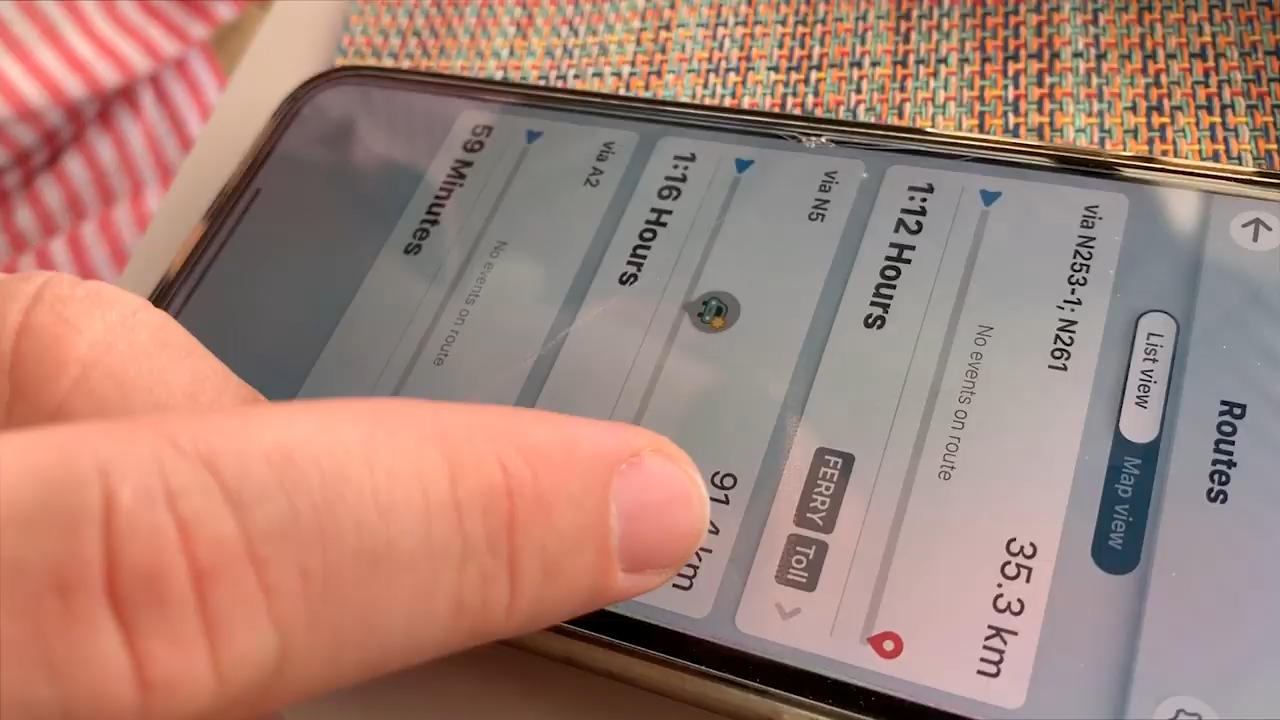 Routes
List view
Map view
via N253-1; N261
35.3 km
No events on route
1:12 Hours
FERRY
Toll
via N5
km
1:16 Hours
via A2
No events on route
59 Minutes